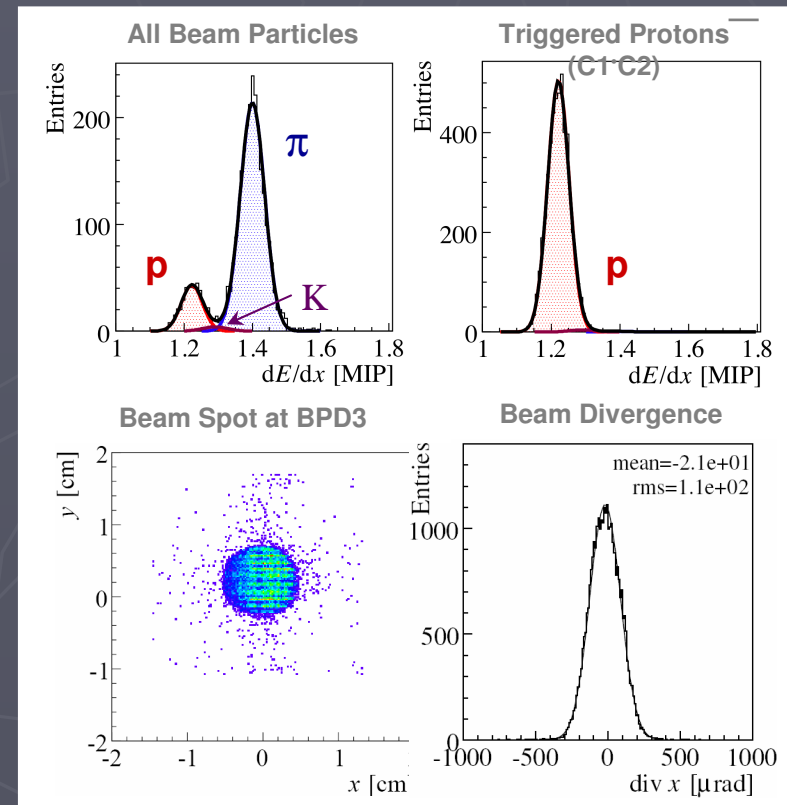 All Beam Particles
Entries
200
100
0
p
π
K
1
1.2
1.4
1.6
1.8
dE/dx [MIP]
Triggered Protons
(C1·C2)
Entries
400
200
0
p
1
1.2
1.4
1.6
1.8
dE/dx [MIP]
Beam Spot at BPD3
y [cm]
2
1
0
-1
-2
-2
-1
0
1
x [cm
Beam Divergence
Entries
mean=-2.1e+01
rms=1.1e+02
1000
500
0
-1000
-500
0
500
1000
div x [μrad]